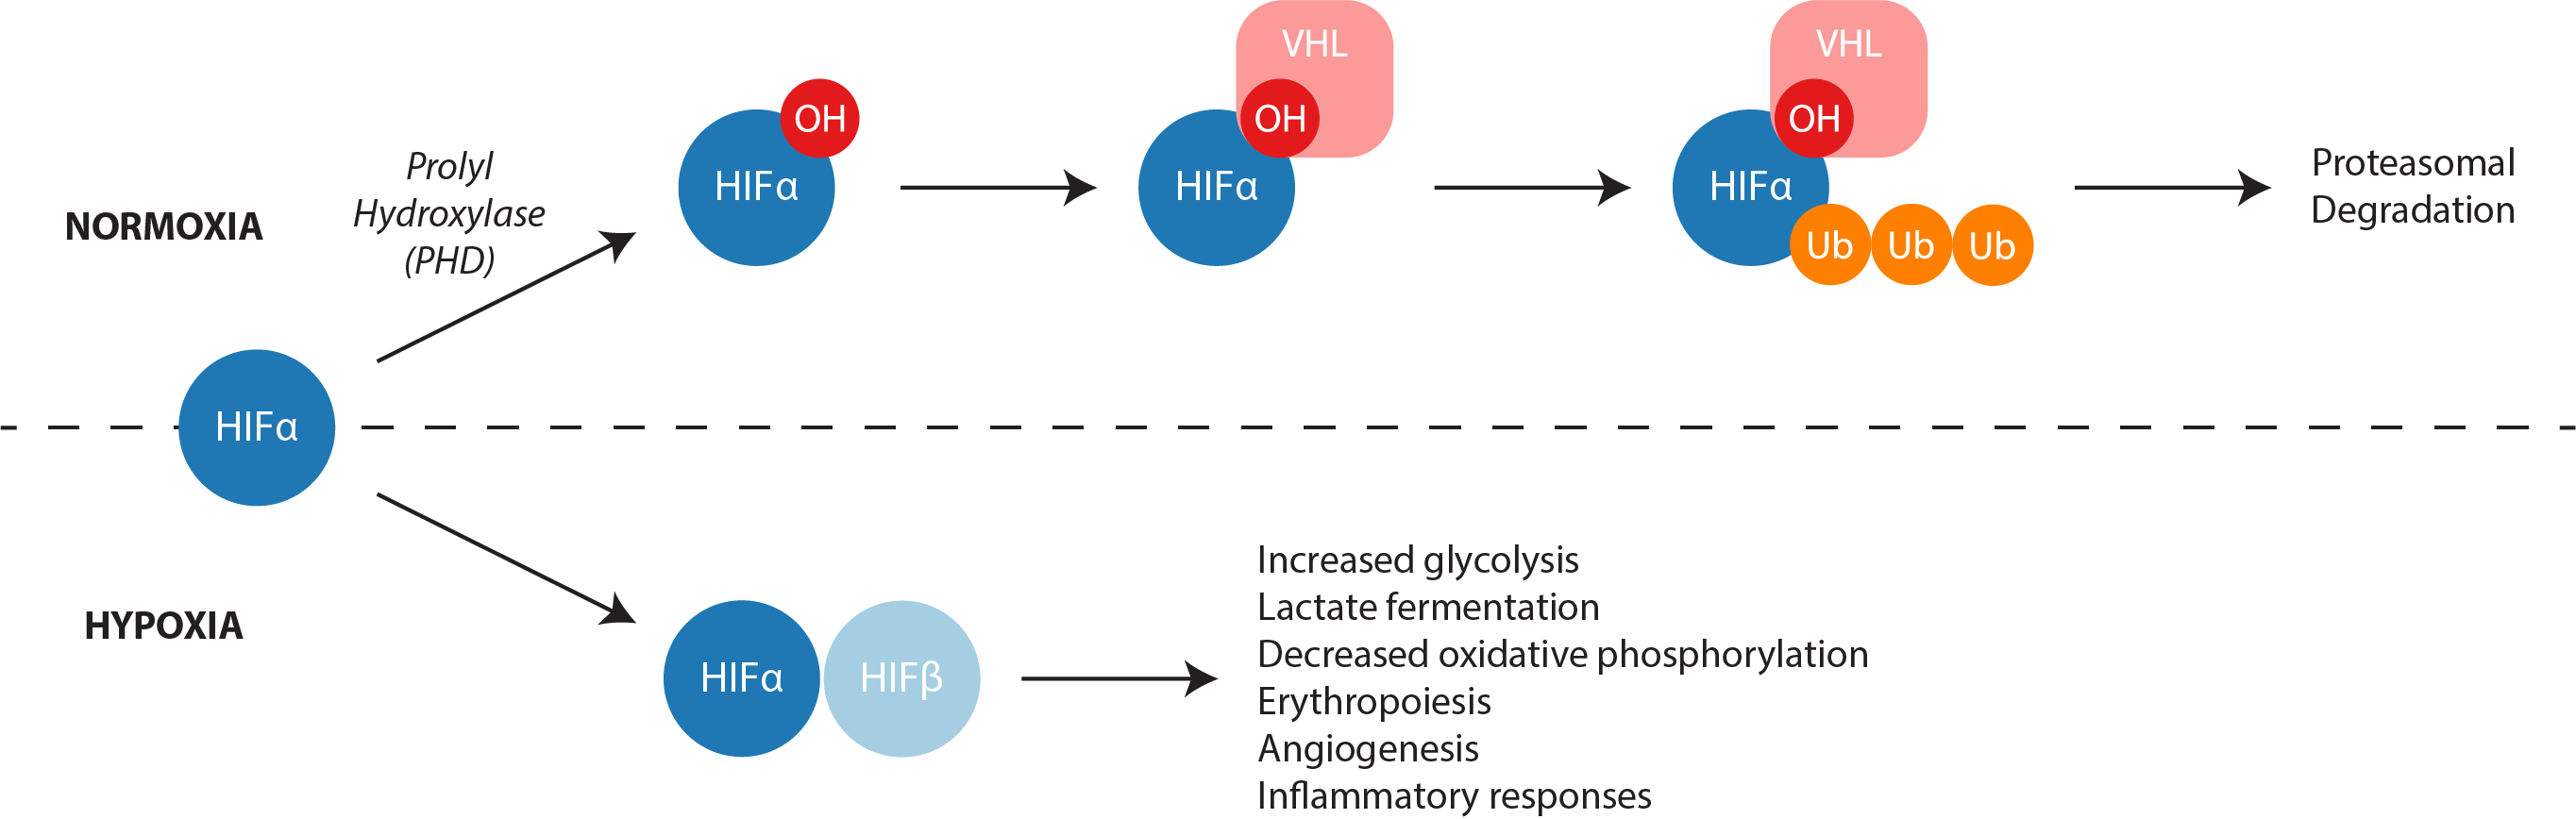 NORMOXIA
Prolyl
Hydroxylase
(PHD)
HIFα
OH
HIFα
VHL
OH
HIFα
VHL
OH
HIFα
Ub Ub Ub
Proteasomal
Degradation
HIFα
HYPOXIA
HIFα HIFβ
Increased glycolysis
Lactate fermentation
Decreased oxidative phosphorylation
Erythropoiesis
Angiogenesis
Inflammatory responses